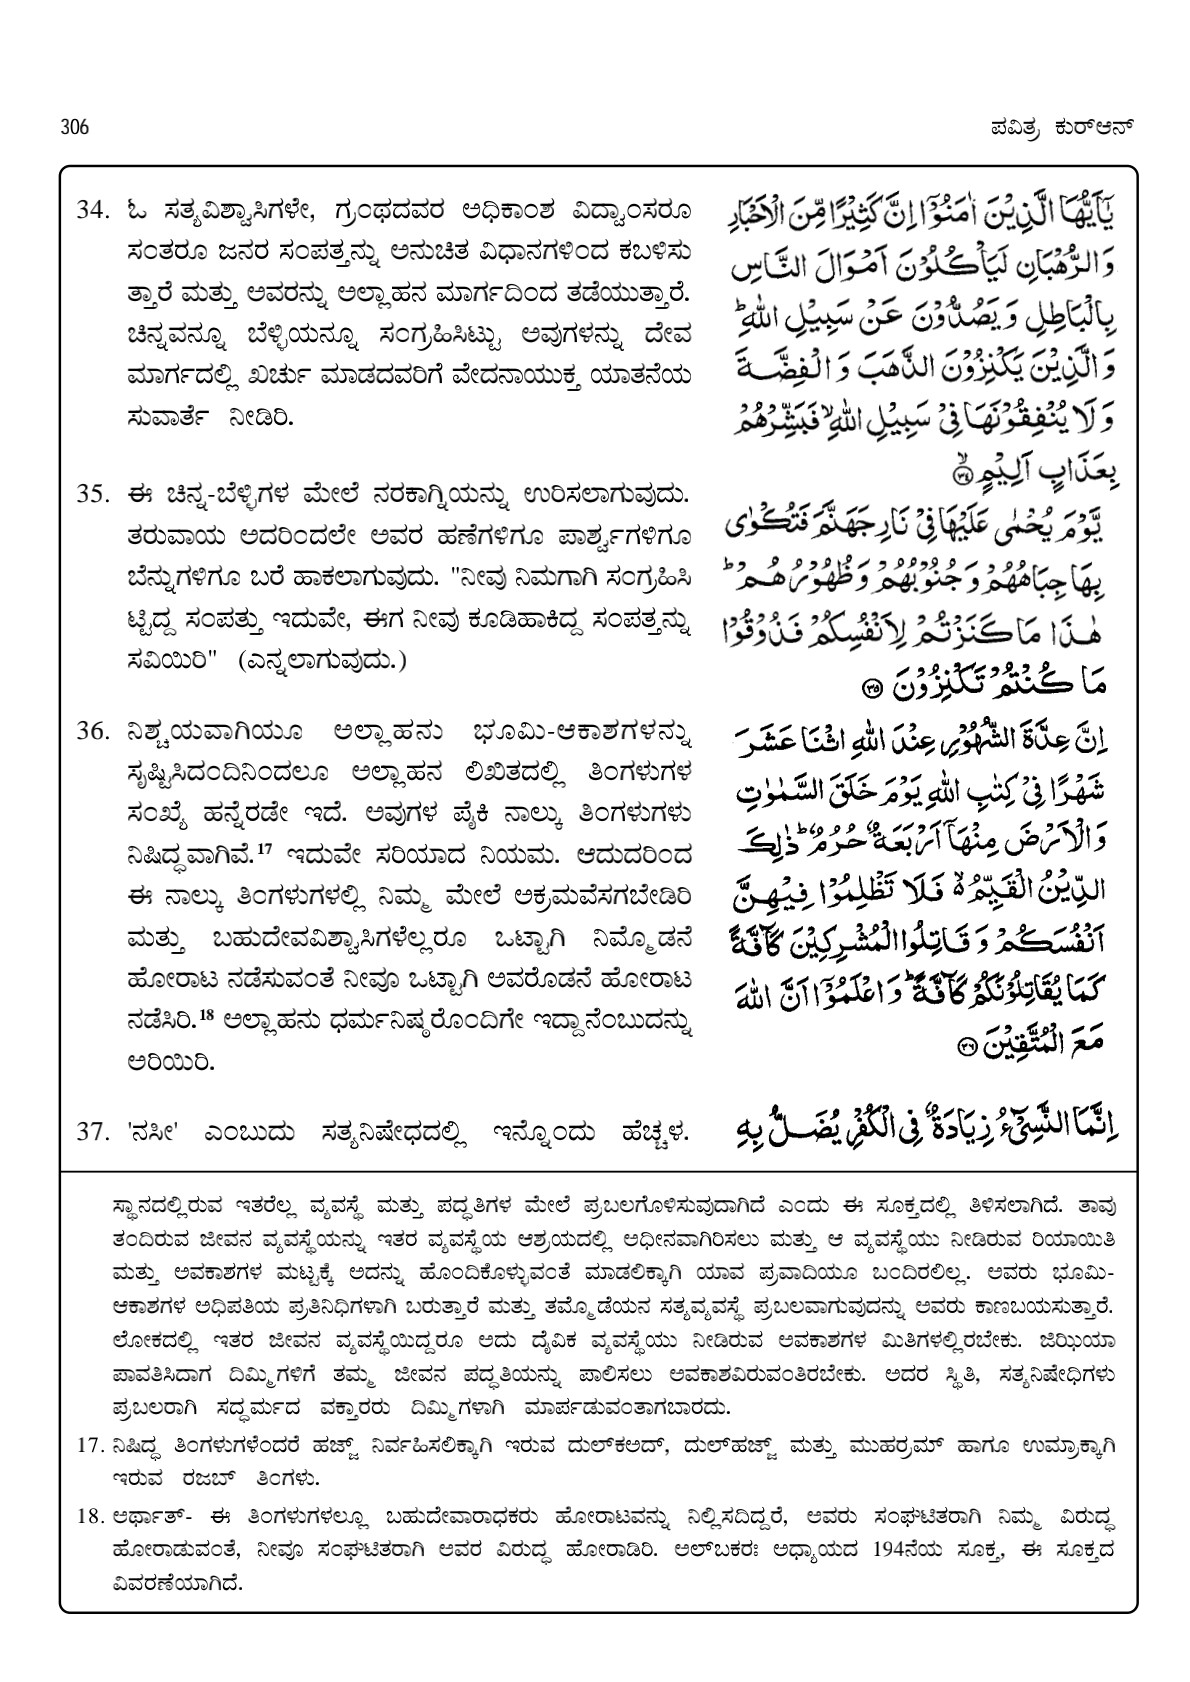 306
ಪವಿತ್ರ ಕುರ್‌ಆನ್
34. ಓ ಸತ್ಯವಿಶ್ವಾಸಿಗಳೇ, ಗ್ರಂಥದವರ ಅಧಿಕಾಂಶ ವಿದ್ವಾಂಸರೂ
ಸಂತರೂ ಜನರ ಸಂಪತ್ತನ್ನು ಅನುಚಿತ ವಿಧಾನಗಳಿಂದ ಕಬಳಿಸು
ತ್ತಾರೆ ಮತ್ತು ಅವರನ್ನು ಅಲ್ಲಾಹನ ಮಾರ್ಗದಿಂದ ತಡೆಯುತ್ತಾರೆ.
ಚಿನ್ನವನ್ನೂ ಬೆಳ್ಳಿಯನ್ನೂ ಸಂಗ್ರಹಿಸಿಟ್ಟು ಅವುಗಳನ್ನು ದೇವ
ಮಾರ್ಗದಲ್ಲಿ ಖರ್ಚು ಮಾಡದವರಿಗೆ ವೇದನಾಯುಕ್ತ ಯಾತನೆಯ
ಸುವಾರ್ತೆ ನೀಡಿರಿ.
35. ಈ ಚಿನ್ನ-ಬೆಳ್ಳಿಗಳ ಮೇಲೆ ನರಕಾಗ್ನಿಯನ್ನು ಉರಿಸಲಾಗುವುದು.
ತರುವಾಯ ಅದರಿಂದಲೇ ಅವರ ಹಣೆಗಳಿಗೂ ಪಾರ್ಶ್ವಗಳಿಗೂ
ಬೆನ್ನುಗಳಿಗೂ ಬರೆ ಹಾಕಲಾಗುವುದು. "ನೀವು ನಿಮಗಾಗಿ ಸಂಗ್ರಹಿಸಿ
ಟ್ಟಿದ್ದ ಸಂಪತ್ತು ಇದುವೇ, ಈಗ ನೀವು ಕೂಡಿಹಾಕಿದ್ದ ಸಂಪತ್ತನ್ನು
ಸವಿಯಿರಿ" (ಎನ್ನಲಾಗುವುದು.)
36. ನಿಶ್ಚಯವಾಗಿಯೂ ಅಲ್ಲಾಹನು ಭೂಮಿ-ಆಕಾಶಗಳನ್ನು
ಸೃಷ್ಟಿಸಿದಂದಿನಿಂದಲೂ ಅಲ್ಲಾಹನ ಲಿಖಿತದಲ್ಲಿ ತಿಂಗಳುಗಳ
ಸಂಖ್ಯೆ ಹನ್ನೆರಡೇ ಇದೆ. ಅವುಗಳ ಪೈಕಿ ನಾಲ್ಕು ತಿಂಗಳುಗಳು
ನಿಷಿದ್ಧವಾಗಿವೆ.17 ಇದುವೇ ಸರಿಯಾದ ನಿಯಮ. ಆದುದರಿಂದ
ಈ ನಾಲ್ಕು ತಿಂಗಳುಗಳಲ್ಲಿ ನಿಮ್ಮ ಮೇಲೆ ಅಕ್ರಮವೆಸಗಬೇಡಿರಿ
ಮತ್ತು ಬಹುದೇವವಿಶ್ವಾಸಿಗಳೆಲ್ಲರೂ ಒಟ್ಟಾಗಿ ನಿಮ್ಮೊಡನೆ
ಹೋರಾಟ ನಡೆಸುವಂತೆ ನೀವೂ ಒಟ್ಟಾಗಿ ಅವರೊಡನೆ ಹೋರಾಟ
ನಡೆಸಿರಿ.18 ಅಲ್ಲಾಹನು ಧರ್ಮನಿಷ್ಠರೊಂದಿಗೇ ಇದ್ದಾನೆಂಬುದನ್ನು
ಅರಿಯಿರಿ.
37. 'ನಸೀ' ಎಂಬುದು ಸತ್ಯನಿಷೇಧದಲ್ಲಿ ಇನ್ನೊಂದು ಹೆಚ್ಚಳ.
يٰٓاَيُّهَا الَّذِيْنَ اٰمَنُوْٓا اِنَّ كَثِيْرًا مِّنَ الْاَحْبَارِ
وَالرُّهْبَانِ لَيَاْكُلُوْنَ اَمْوَالَ النَّاسِ
بِالْبَاطِلِ وَيَصُدُّوْنَ عَنْ سَبِيْلِ اللّٰهِ ؕ
وَالَّذِيْنَ يَكْنِزُوْنَ الذَّهَبَ وَالْفِضَّةَ
وَلَا يُنْفِقُوْنَهَا فِيْ سَبِيْلِ اللّٰهِ ۙ فَبَشِّرْهُمْ
بِعَذَابٍ اَلِيْمٍ ۙ﴿۳۴﴾
يَّوْمَ يُحْمٰى عَلَيْهَا فِيْ نَارِ جَهَنَّمَ فَتُكْوٰى
بِهَا جِبَاهُهُمْ وَجُنُوْبُهُمْ وَظُهُوْرُهُمْ ؕ
هٰذَا مَا كَنَزْتُمْ لِاَنْفُسِكُمْ فَذُوْقُوْا
مَا كُنْتُمْ تَكْنِزُوْنَ ﴿۳۵﴾
اِنَّ عِدَّةَ الشُّهُوْرِ عِنْدَ اللّٰهِ اثْنَا عَشَرَ
شَهْرًا فِيْ كِتٰبِ اللّٰهِ يَوْمَ خَلَقَ السَّمٰوٰتِ
وَالْاَرْضَ مِنْهَآ اَرْبَعَةٌ حُرُمٌ ؕ ذٰلِكَ
الدِّيْنُ الْقَيِّمُ ۙ فَلَا تَظْلِمُوْا فِيْهِنَّ
اَنْفُسَكُمْ وَقَاتِلُوا الْمُشْرِكِيْنَ كَآفَّةً
كَمَا يُقَاتِلُوْنَكُمْ كَآفَّةً ؕ وَاعْلَمُوْٓا اَنَّ اللّٰهَ
مَعَ الْمُتَّقِيْنَ ﴿۳۶﴾
اِنَّمَا النَّسِيْٓءُ زِيَادَةٌ فِي الْكُفْرِ يُضَلُّ بِهِ
ಸ್ಥಾನದಲ್ಲಿರುವ ಇತರೆಲ್ಲ ವ್ಯವಸ್ಥೆ ಮತ್ತು ಪದ್ಧತಿಗಳ ಮೇಲೆ ಪ್ರಬಲಗೊಳಿಸುವುದಾಗಿದೆ ಎಂದು ಈ ಸೂಕ್ತದಲ್ಲಿ ತಿಳಿಸಲಾಗಿದೆ. ತಾವು
ತಂದಿರುವ ಜೀವನ ವ್ಯವಸ್ಥೆಯನ್ನು ಇತರ ವ್ಯವಸ್ಥೆಯ ಆಶ್ರಯದಲ್ಲಿ ಅಧೀನವಾಗಿರಿಸಲು ಮತ್ತು ಆ ವ್ಯವಸ್ಥೆಯು ನೀಡಿರುವ ರಿಯಾಯಿತಿ
ಮತ್ತು ಅವಕಾಶಗಳ ಮಟ್ಟಕ್ಕೆ ಅದನ್ನು ಹೊಂದಿಕೊಳ್ಳುವಂತೆ ಮಾಡಲಿಕ್ಕಾಗಿ ಯಾವ ಪ್ರವಾದಿಯೂ ಬಂದಿರಲಿಲ್ಲ. ಅವರು ಭೂಮಿ-
ಆಕಾಶಗಳ ಅಧಿಪತಿಯ ಪ್ರತಿನಿಧಿಗಳಾಗಿ ಬರುತ್ತಾರೆ ಮತ್ತು ತಮ್ಮೊಡೆಯನ ಸತ್ಯವ್ಯವಸ್ಥೆ ಪ್ರಬಲವಾಗುವುದನ್ನು ಅವರು ಕಾಣಬಯಸುತ್ತಾರೆ.
ಲೋಕದಲ್ಲಿ ಇತರ ಜೀವನ ವ್ಯವಸ್ಥೆಯಿದ್ದರೂ ಅದು ದೈವಿಕ ವ್ಯವಸ್ಥೆಯು ನೀಡಿರುವ ಅವಕಾಶಗಳ ಮಿತಿಗಳಲ್ಲಿರಬೇಕು. ಜಿಝಿಯಾ
ಪಾವತಿಸಿದಾಗ ದಿಮ್ಮಿಗಳಿಗೆ ತಮ್ಮ ಜೀವನ ಪದ್ಧತಿಯನ್ನು ಪಾಲಿಸಲು ಅವಕಾಶವಿರುವಂತಿರಬೇಕು. ಅದರ ಸ್ಥಿತಿ, ಸತ್ಯನಿಷೇಧಿಗಳು
ಪ್ರಬಲರಾಗಿ ಸದ್ಧರ್ಮದ ವಕ್ತಾರರು ದಿಮ್ಮಿಗಳಾಗಿ ಮಾರ್ಪಡುವಂತಾಗಬಾರದು.
17. ನಿಷಿದ್ಧ ತಿಂಗಳುಗಳೆಂದರೆ ಹಜ್ಜ್ ನಿರ್ವಹಿಸಲಿಕ್ಕಾಗಿ ಇರುವ ದುಲ್‌ಕಅದ್, ದುಲ್‌ಹಜ್ಜ್ ಮತ್ತು ಮುಹರ್ರಮ್ ಹಾಗೂ ಉಮ್ರಾಕ್ಕಾಗಿ
ಇರುವ ರಜಬ್ ತಿಂಗಳು.
18. ಅರ್ಥಾತ್- ಈ ತಿಂಗಳುಗಳಲ್ಲೂ ಬಹುದೇವಾರಾಧಕರು ಹೋರಾಟವನ್ನು ನಿಲ್ಲಿಸದಿದ್ದರೆ, ಅವರು ಸಂಘಟಿತರಾಗಿ ನಿಮ್ಮ ವಿರುದ್ಧ
ಹೋರಾಡುವಂತೆ, ನೀವೂ ಸಂಘಟಿತರಾಗಿ ಅವರ ವಿರುದ್ಧ ಹೋರಾಡಿರಿ. ಅಲ್‌ಬಕರಃ ಅಧ್ಯಾಯದ 194ನೆಯ ಸೂಕ್ತ, ಈ ಸೂಕ್ತದ
ವಿವರಣೆಯಾಗಿದೆ.